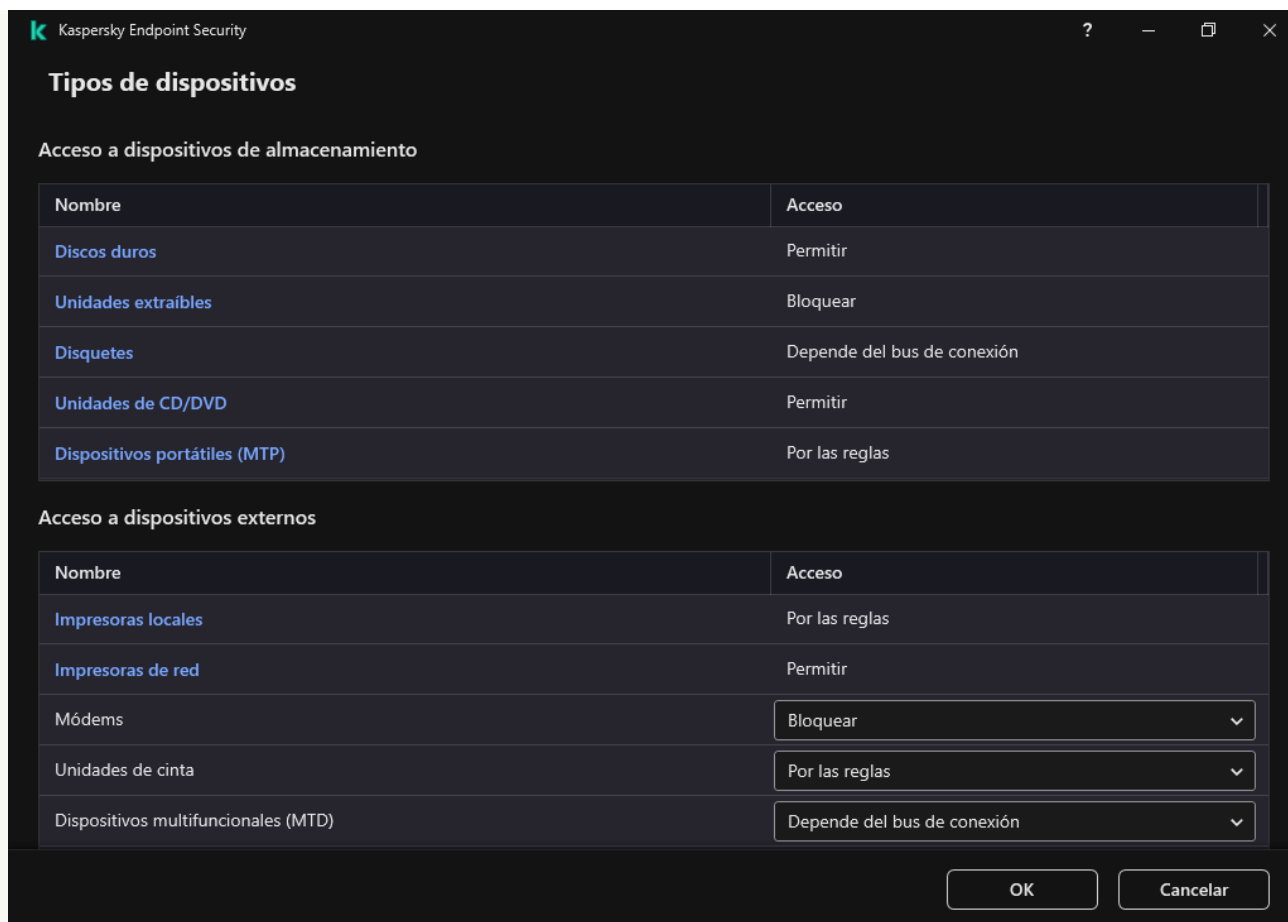 Kaspersky Endpoint Security
?
Tipos de dispositivos
Acceso a dispositivos de almacenamiento
Nombre Acceso
Discos duros Permitir
Unidades extraíbles Bloquear
Disquetes Depende del bus de conexión
Unidades de CD/DVD Permitir
Dispositivos portátiles (MTP) Por las reglas
Acceso a dispositivos externos
Nombre Acceso
Impresoras locales Por las reglas
Impresoras de red Permitir
Módems Bloquear
Unidades de cinta Por las reglas
Dispositivos multifuncionales (MTD) Depende del bus de conexión
OK Cancelar